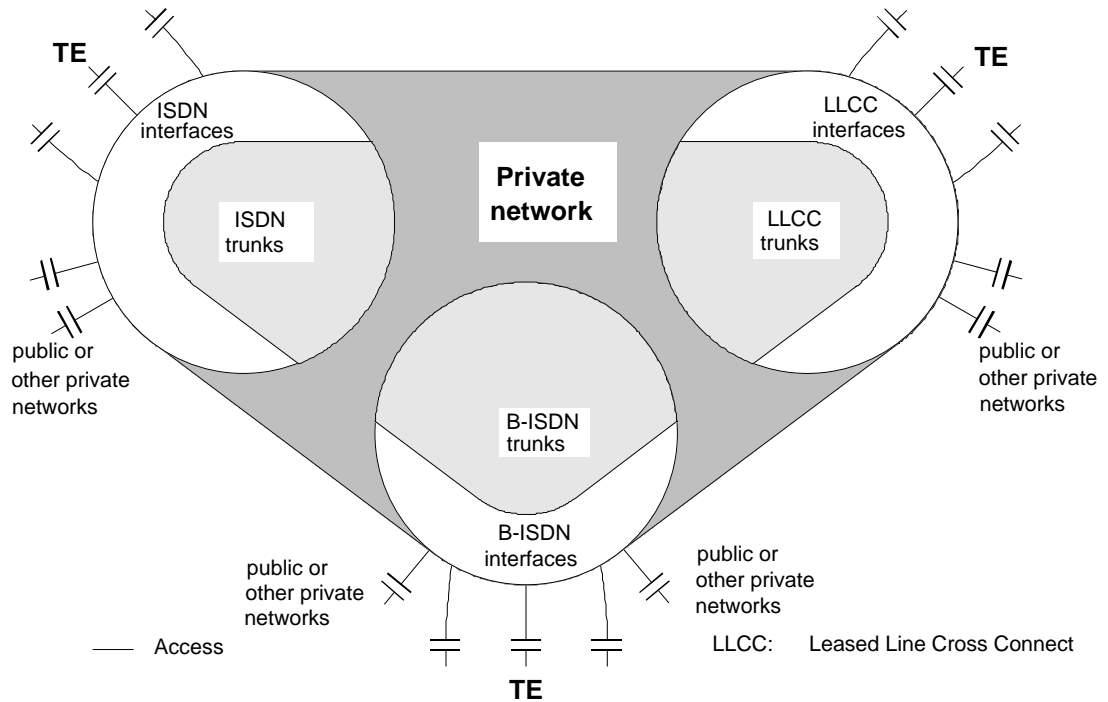 TE
TE
ISDN
interfaces
LLCC
interfaces
Private
network
ISDN
trunks
LLCC
trunks
public or
other private
networks
public or
other private
networks
B-ISDN
trunks
B-ISDN
interfaces
public or
other private
networks
public or
other private
networks
Access
LLCC: Leased Line Cross Connect
TE